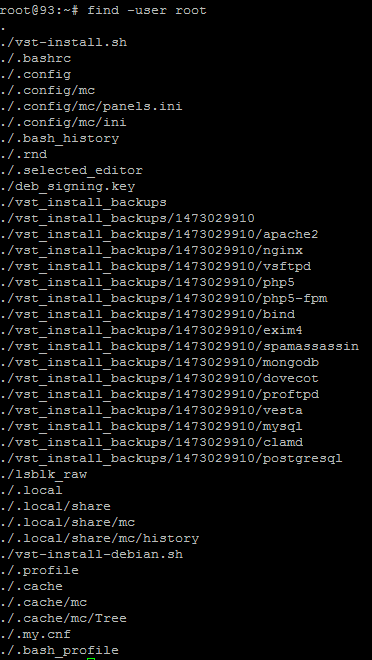 root@93:~# find -user root
.
./vst-install.sh
./.bashrc
./.config
./.config/mc
./.config/mc/panels.ini
./.config/mc/ini
./.bash_history
./.rnd
./.selected_editor
./deb_signing.key
./vst_install_backups
./vst_install_backups/1473029910
./vst_install_backups/1473029910/apache2
./vst_install_backups/1473029910/nginx
./vst_install_backups/1473029910/vsftpd
./vst_install_backups/1473029910/php5
./vst_install_backups/1473029910/php5-fpm
./vst_install_backups/1473029910/bind
./vst_install_backups/1473029910/exim4
./vst_install_backups/1473029910/spamassassin
./vst_install_backups/1473029910/mongodb
./vst_install_backups/1473029910/dovecot
./vst_install_backups/1473029910/proftpd
./vst_install_backups/1473029910/vesta
./vst_install_backups/1473029910/mysql
./vst_install_backups/1473029910/clamd
./vst_install_backups/1473029910/postgresql
./lsblk_raw
./.local
./.local/share
./.local/share/mc
./.local/share/mc/history
./vst-install-debian.sh
./.profile
./.cache
./.cache/mc
./.cache/mc/Tree
./.my.cnf
./.bash_profile